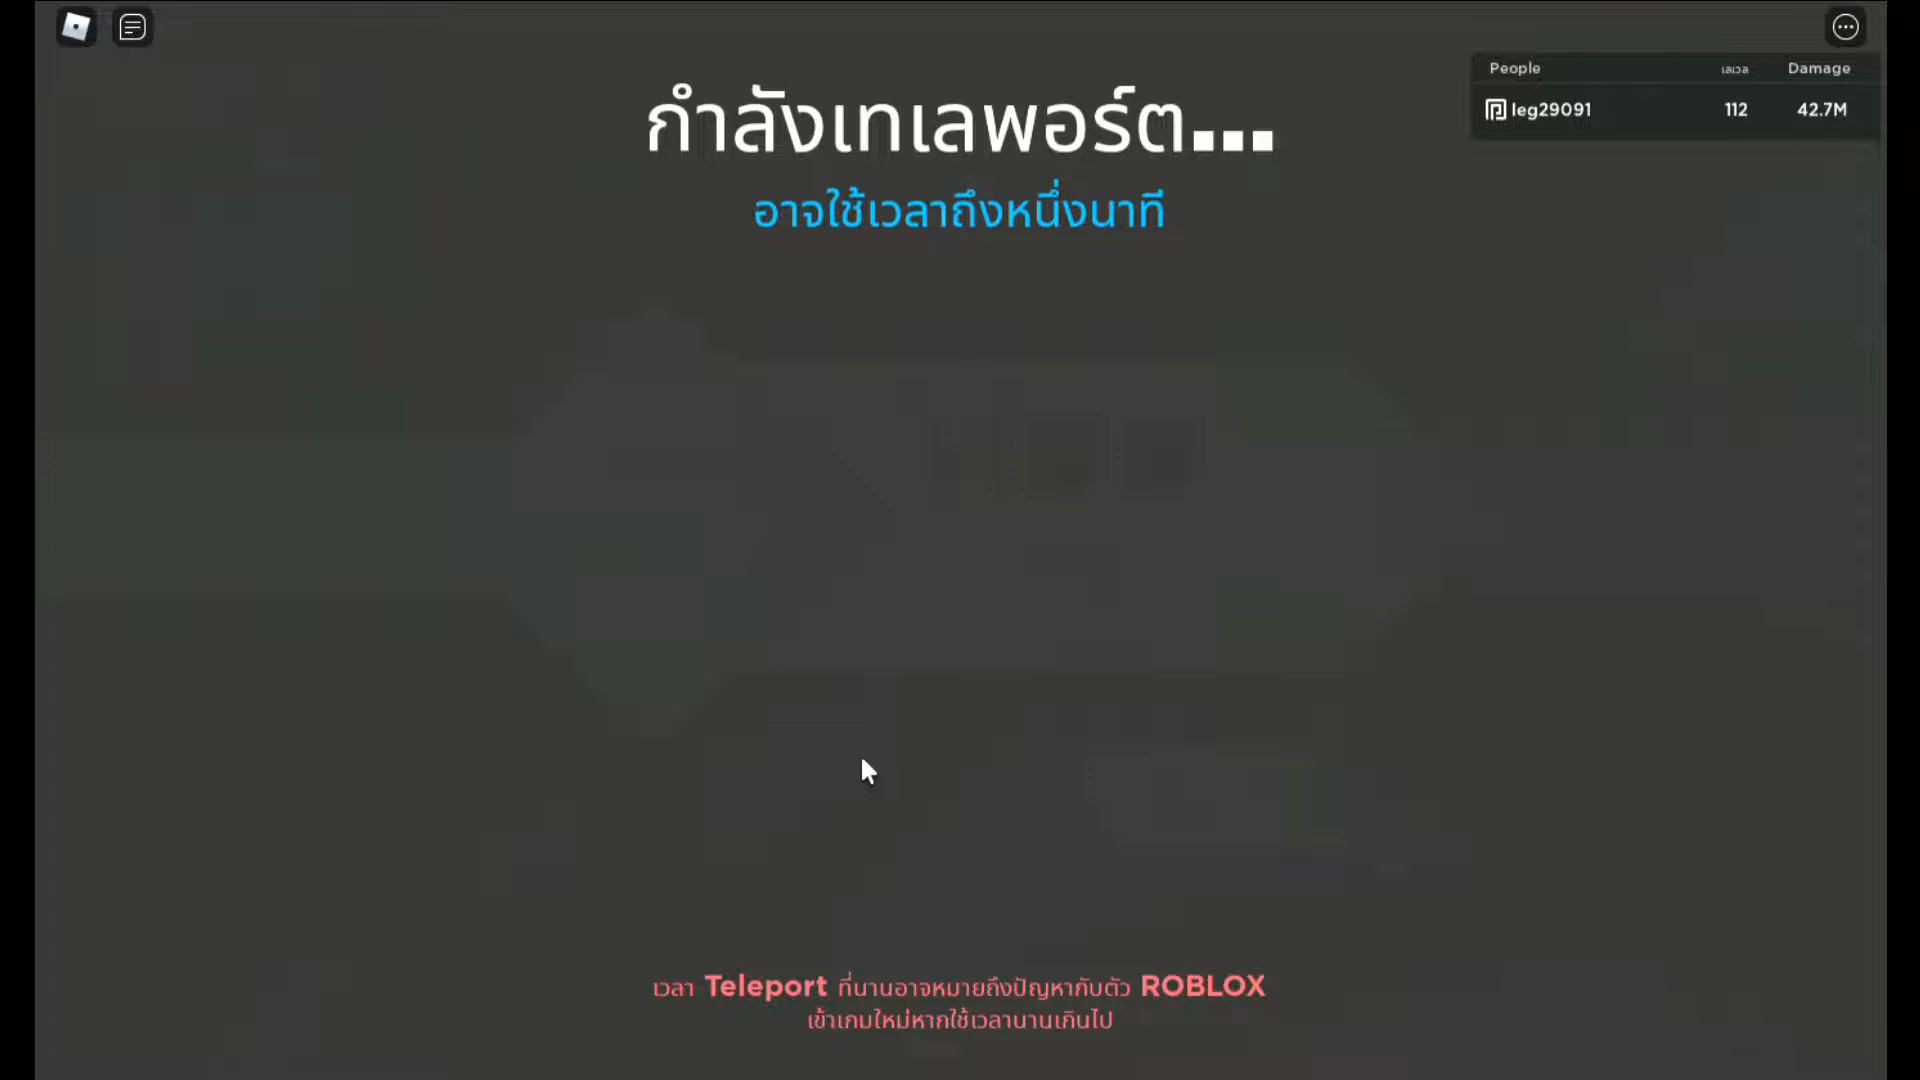 กำลังเทเลพอร์ต...
อาจใช้เวลาถึงหนึ่งนาที
People เลเวล Damage
leg29091 112 42.7M
เวลา Teleport ที่นานอาจหมายถึงปัญหากับตัว ROBLOX
เข้าเกมใหม่หากใช้เวลานานเกินไป